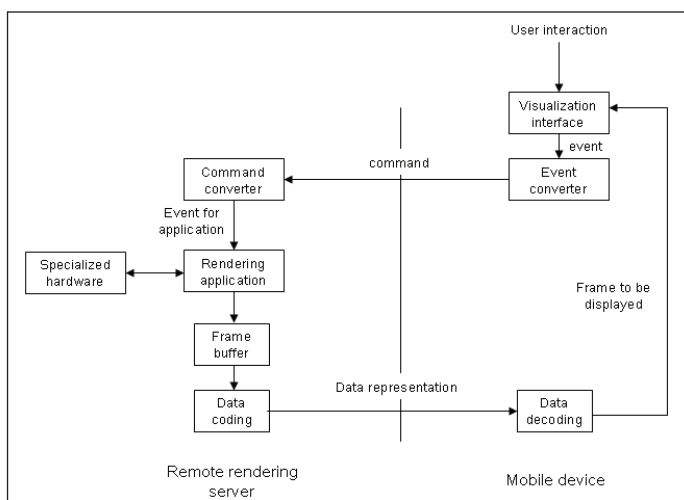 User interaction
Visualization
interface
event
command
Command
converter
Event
converter
Event for
application
Specialized
hardware
Rendering
application
Frame to be
displayed
Frame
buffer
Data representation
Data
coding
Data
decoding
Remote rendering
server
Mobile device